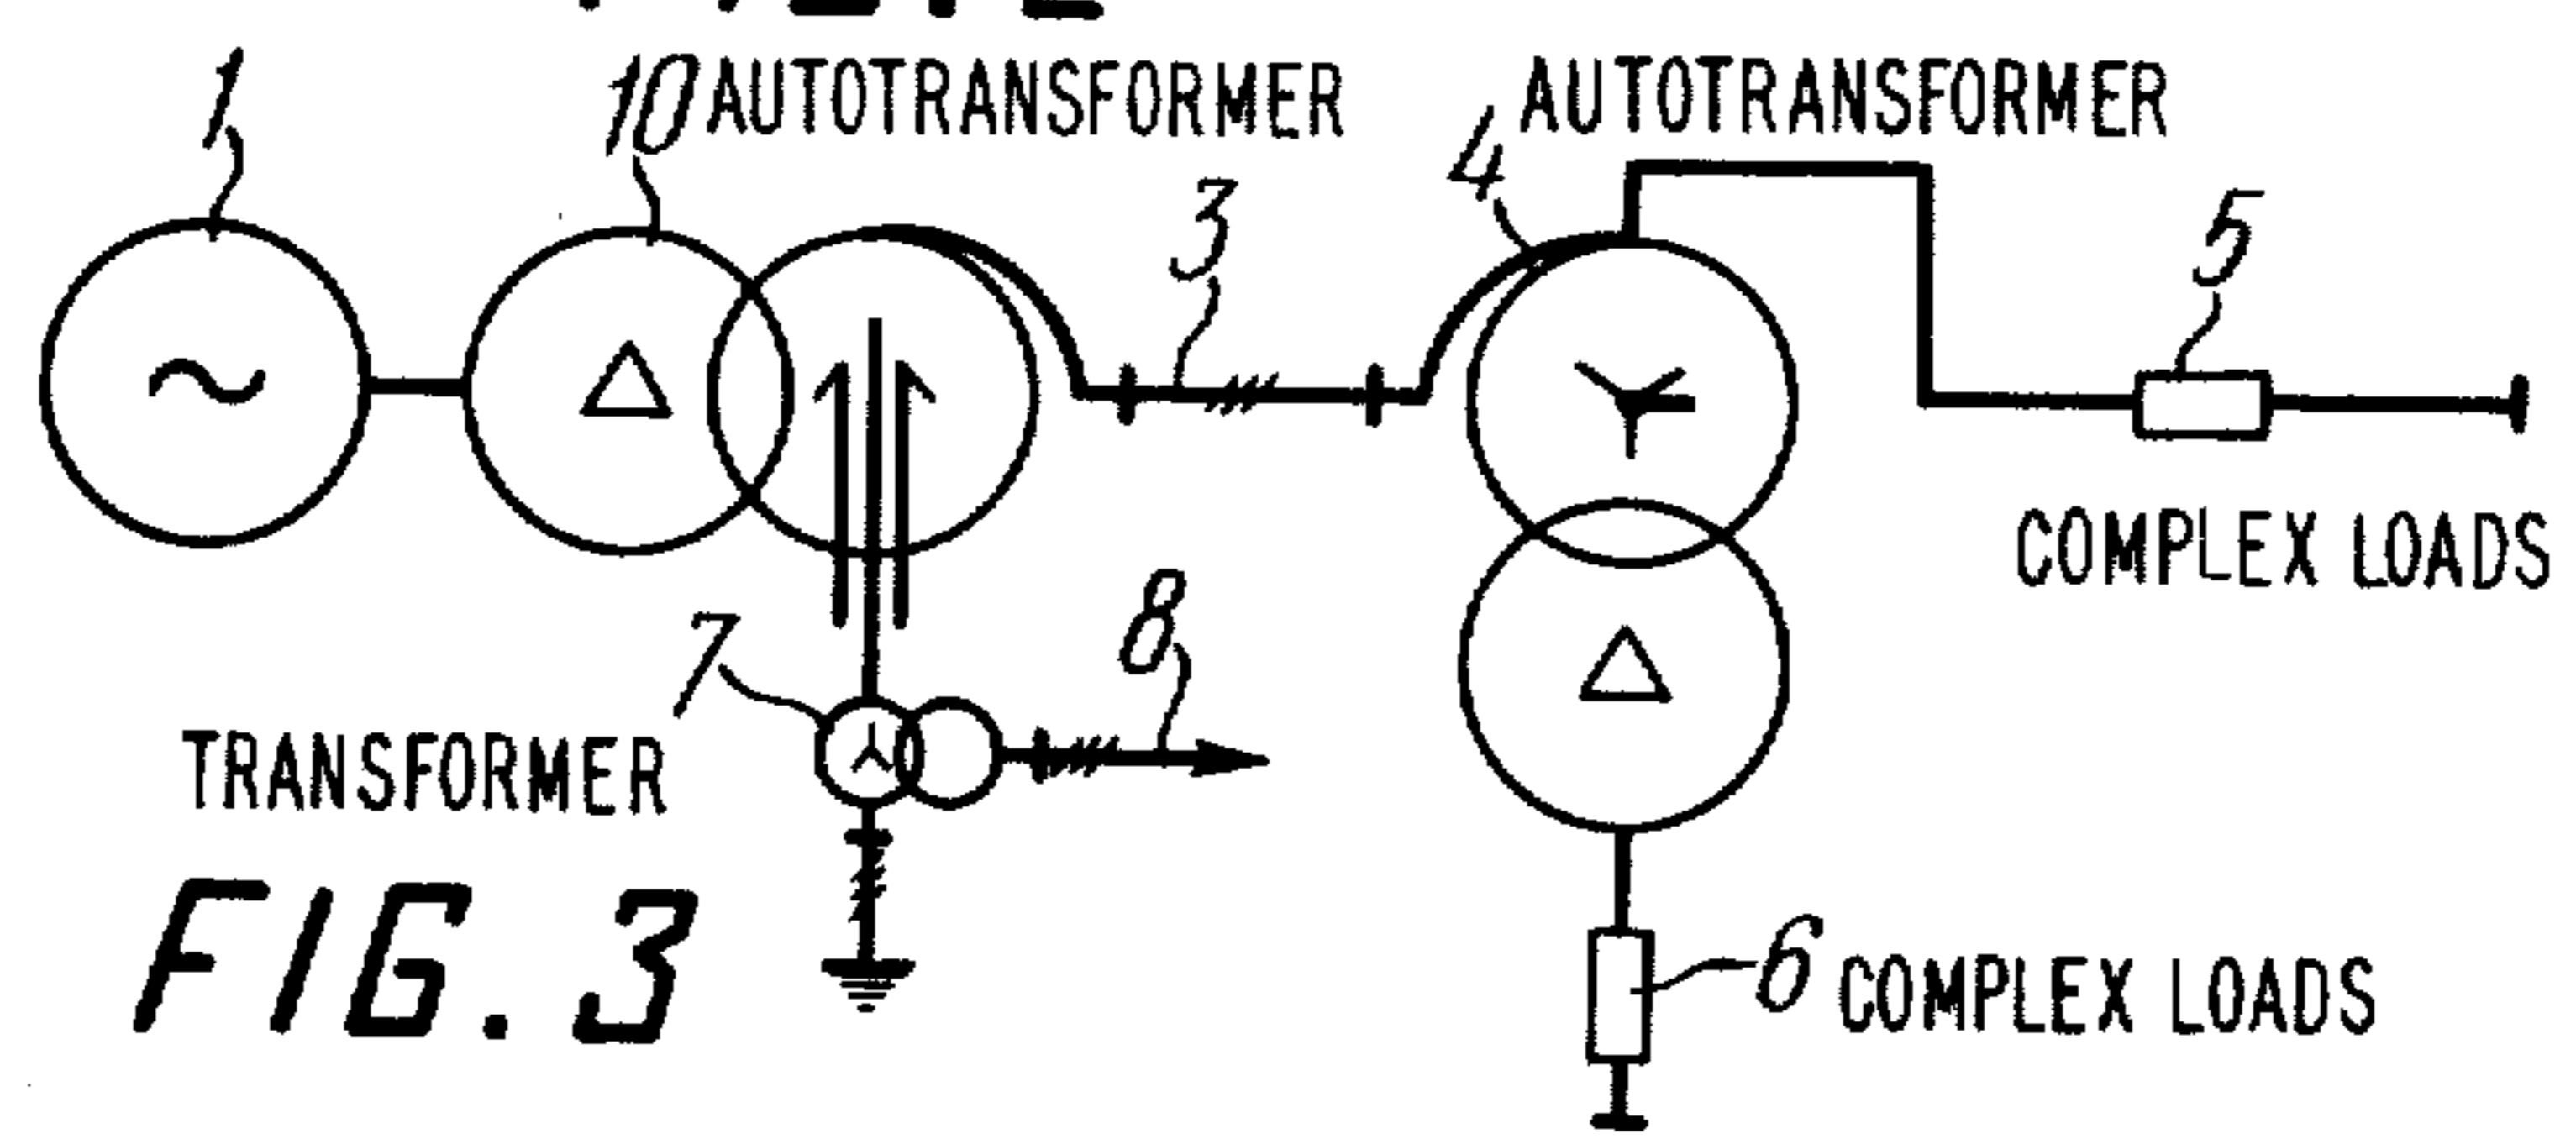 1
10 AUTOTRANSFORMER
AUTOTRANSFORMER
4
3
5
COMPLEX LOADS
7
8
TRANSFORMER
6 COMPLEX LOADS
FIG. 3